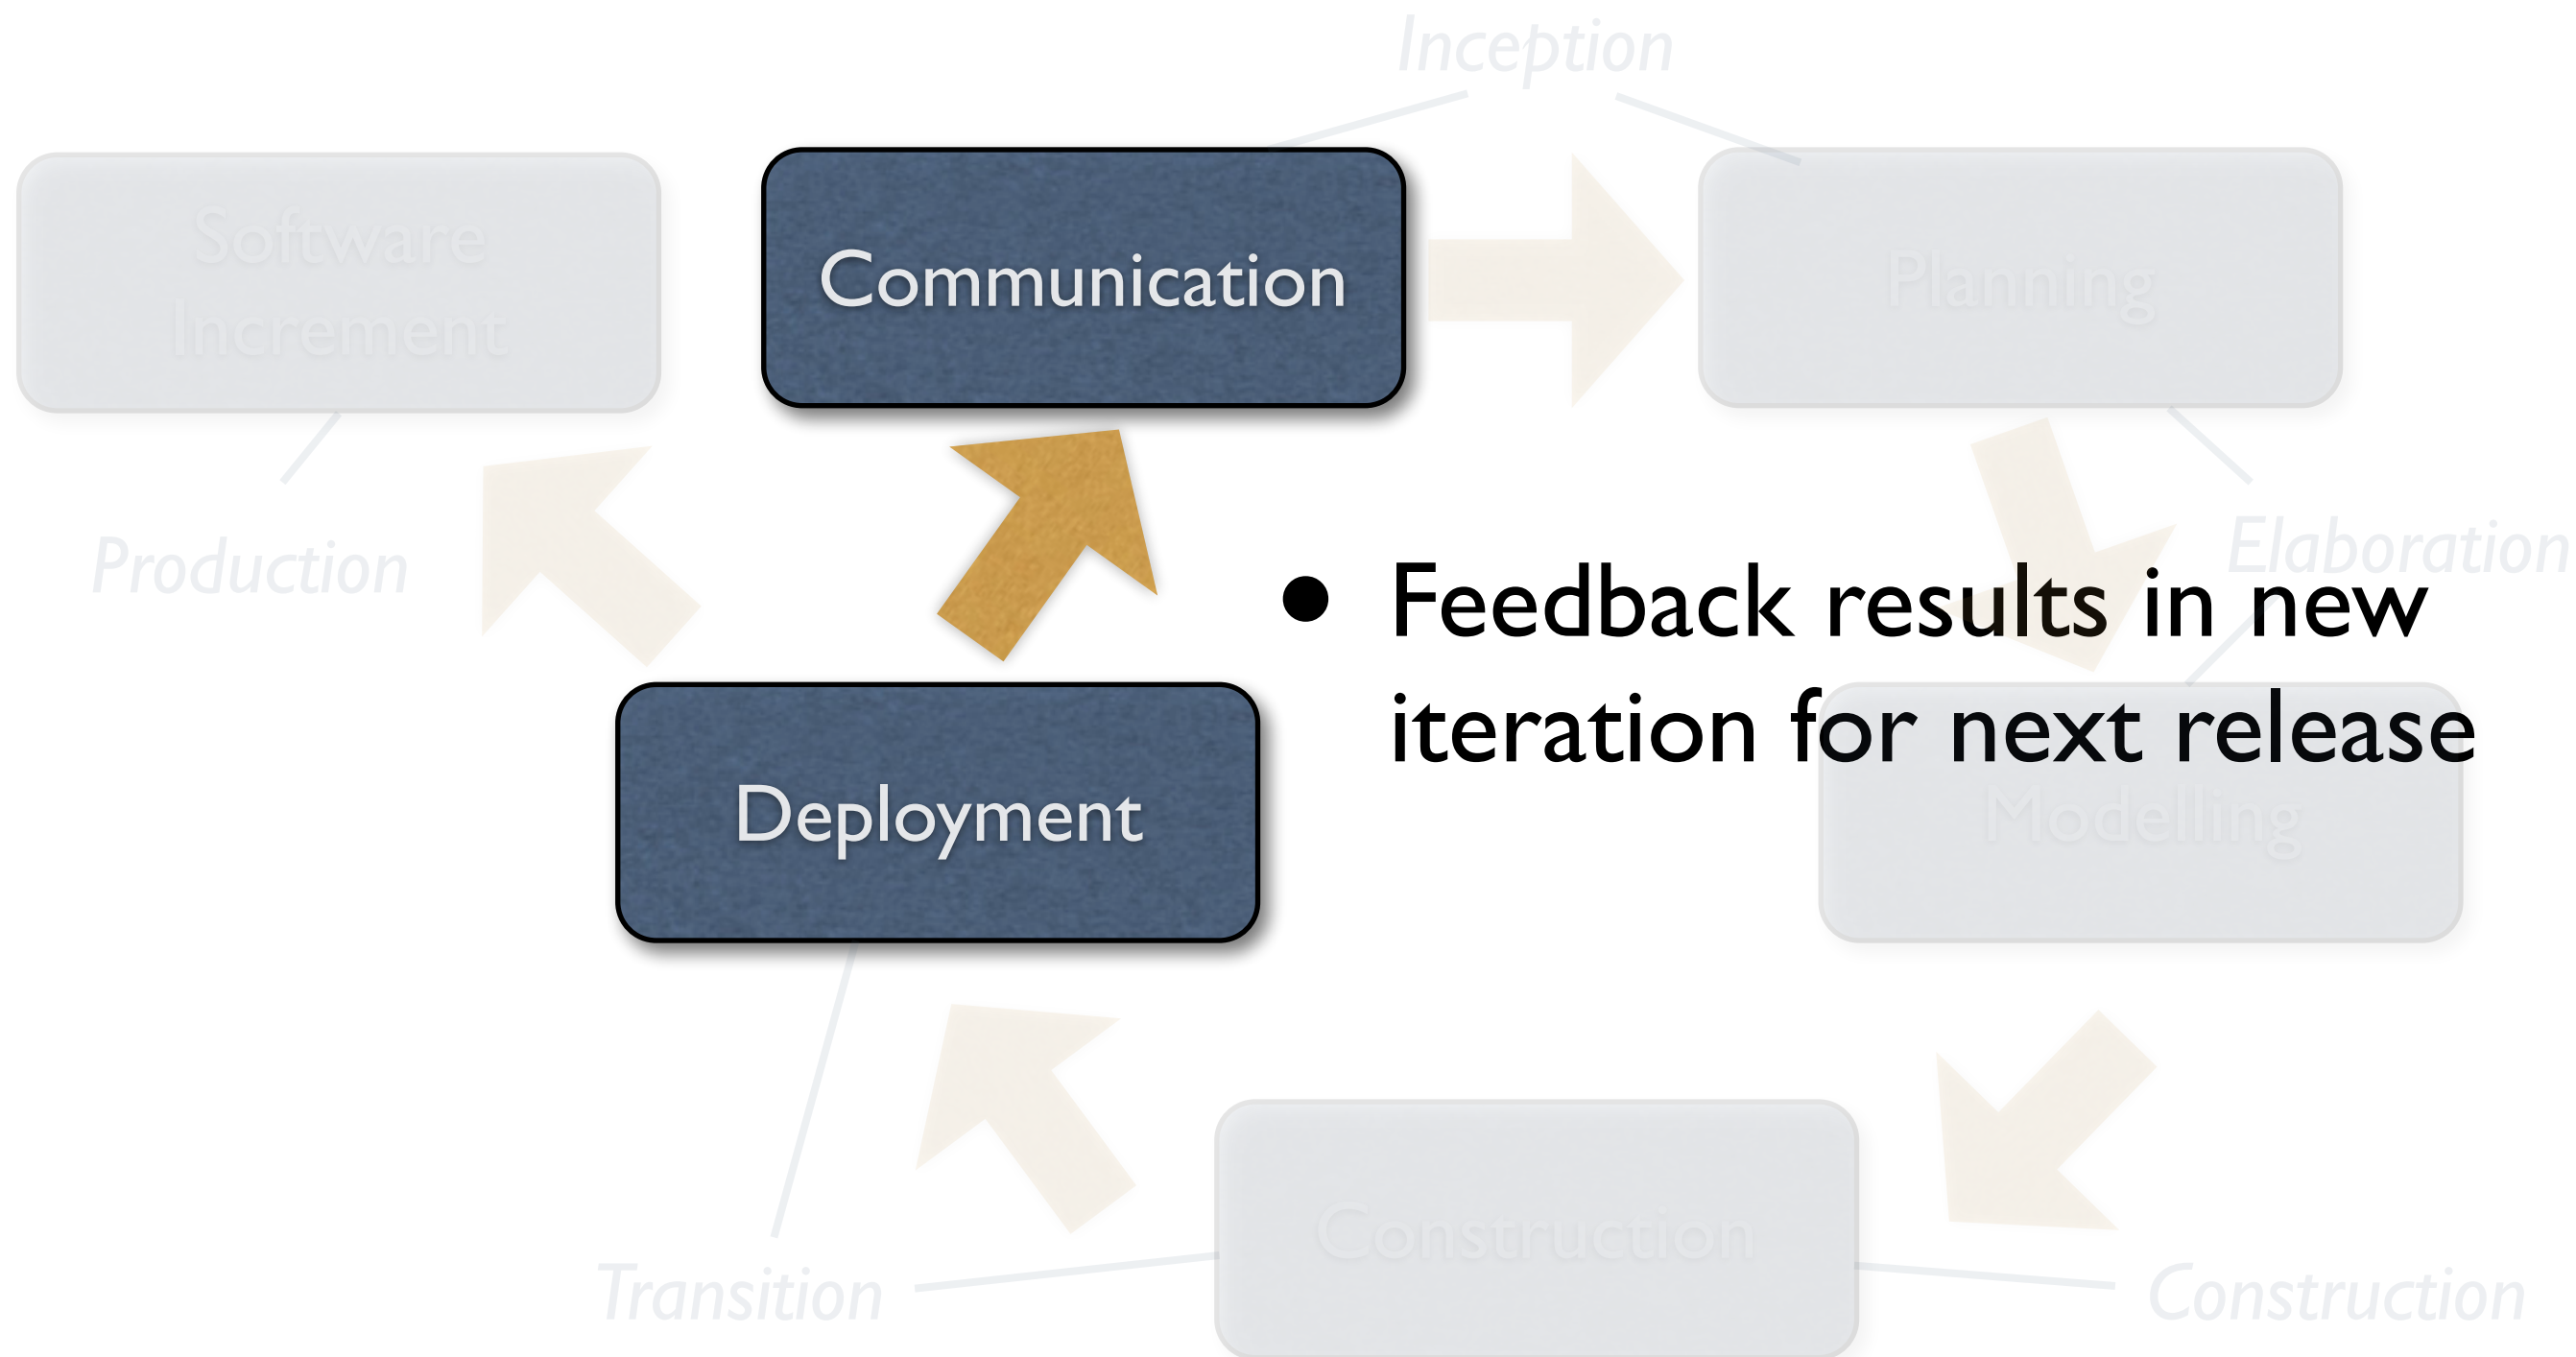 Inception
Software
Increment
Communication
Planning
Production
Elaboration
• Feedback results in new
iteration for next release
Deployment
Modelling
Construction
Transition
Construction